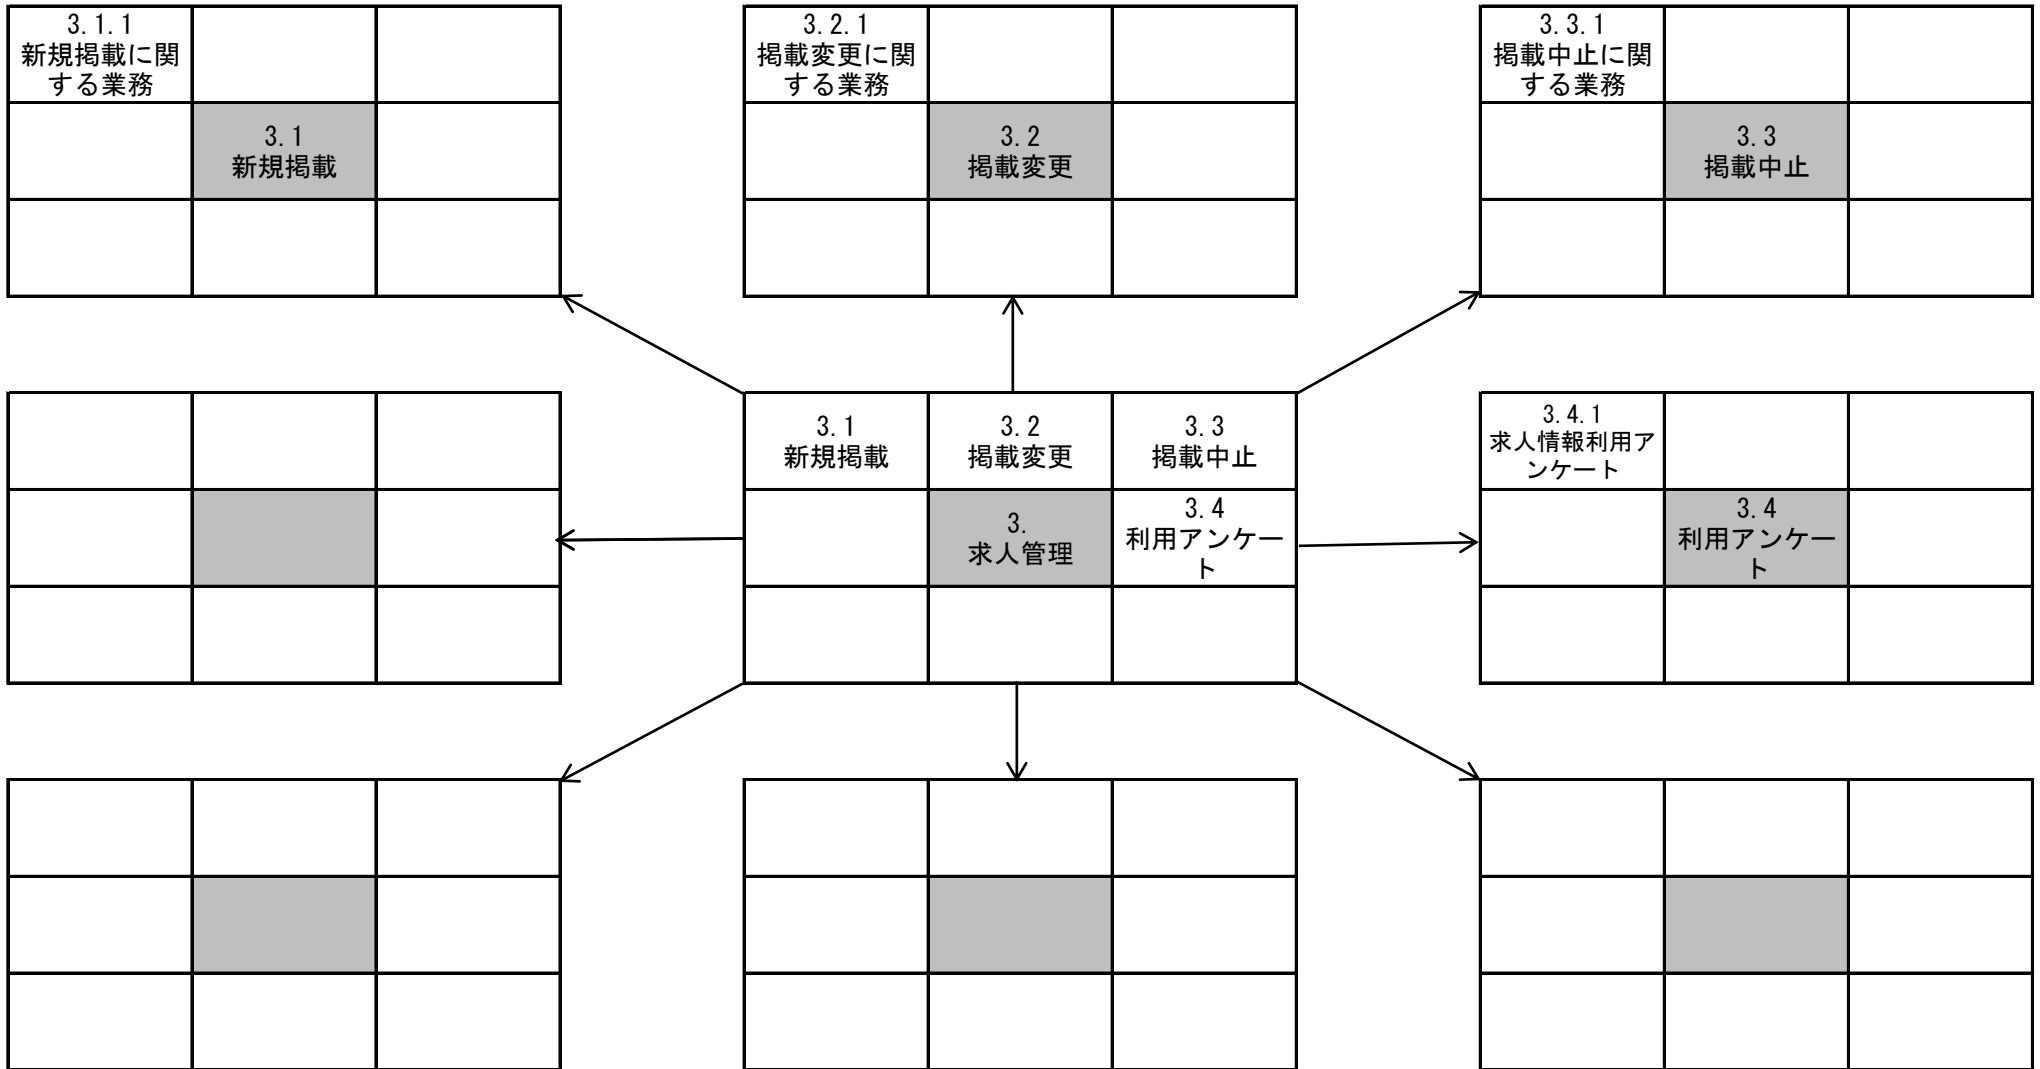 3.1.1
新規掲載に関
する業務
3.1
新規掲載
3.2.1
掲載変更に関
する業務
3.2
掲載変更
3.3.1
掲載中止に関
する業務
3.3
掲載中止
3.1
新規掲載
3.2
掲載変更
3.3
掲載中止
3.
求人管理
3.4
利用アンケー
ト
3.4.1
求人情報利用ア
ンケート
3.4
利用アンケー
ト